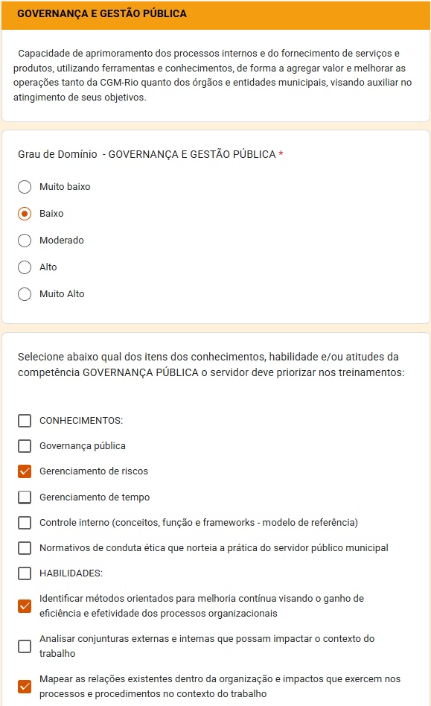 GOVERNANÇA E GESTÃO PÚBLICA
Capacidade de aprimoramento dos processos internos e do fornecimento de serviços e
produtos, utilizando ferramentas e conhecimentos, de forma a agregar valor e melhorar as
operações tanto da CGM-Rio quanto dos órgãos e entidades municipais, visando auxiliar no
atingimento de seus objetivos.
Grau de Domínio - GOVERNANÇA E GESTÃO PÚBLICA *
Muito baixo
Baixo
Moderado
Alto
Muito Alto
Selecione abaixo qual dos itens dos conhecimentos, habilidade e/ou atitudes da
competência GOVERNANÇA PÚBLICA o servidor deve priorizar nos treinamentos:
CONHECIMENTOS:
Governança pública
Gerenciamento de riscos
Gerenciamento de tempo
Controle interno (conceitos, função e frameworks - modelo de referência)
Normativos de conduta ética que norteia a prática do servidor público municipal
HABILIDADES:
Identificar métodos orientados para melhoria contínua visando o ganho de
eficiência e efetividade dos processos organizacionais
Analisar conjunturas externas e internas que possam impactar o contexto do
trabalho
Mapear as relações existentes dentro da organização e impactos que exercem nos
processos e procedimentos no contexto do trabalho